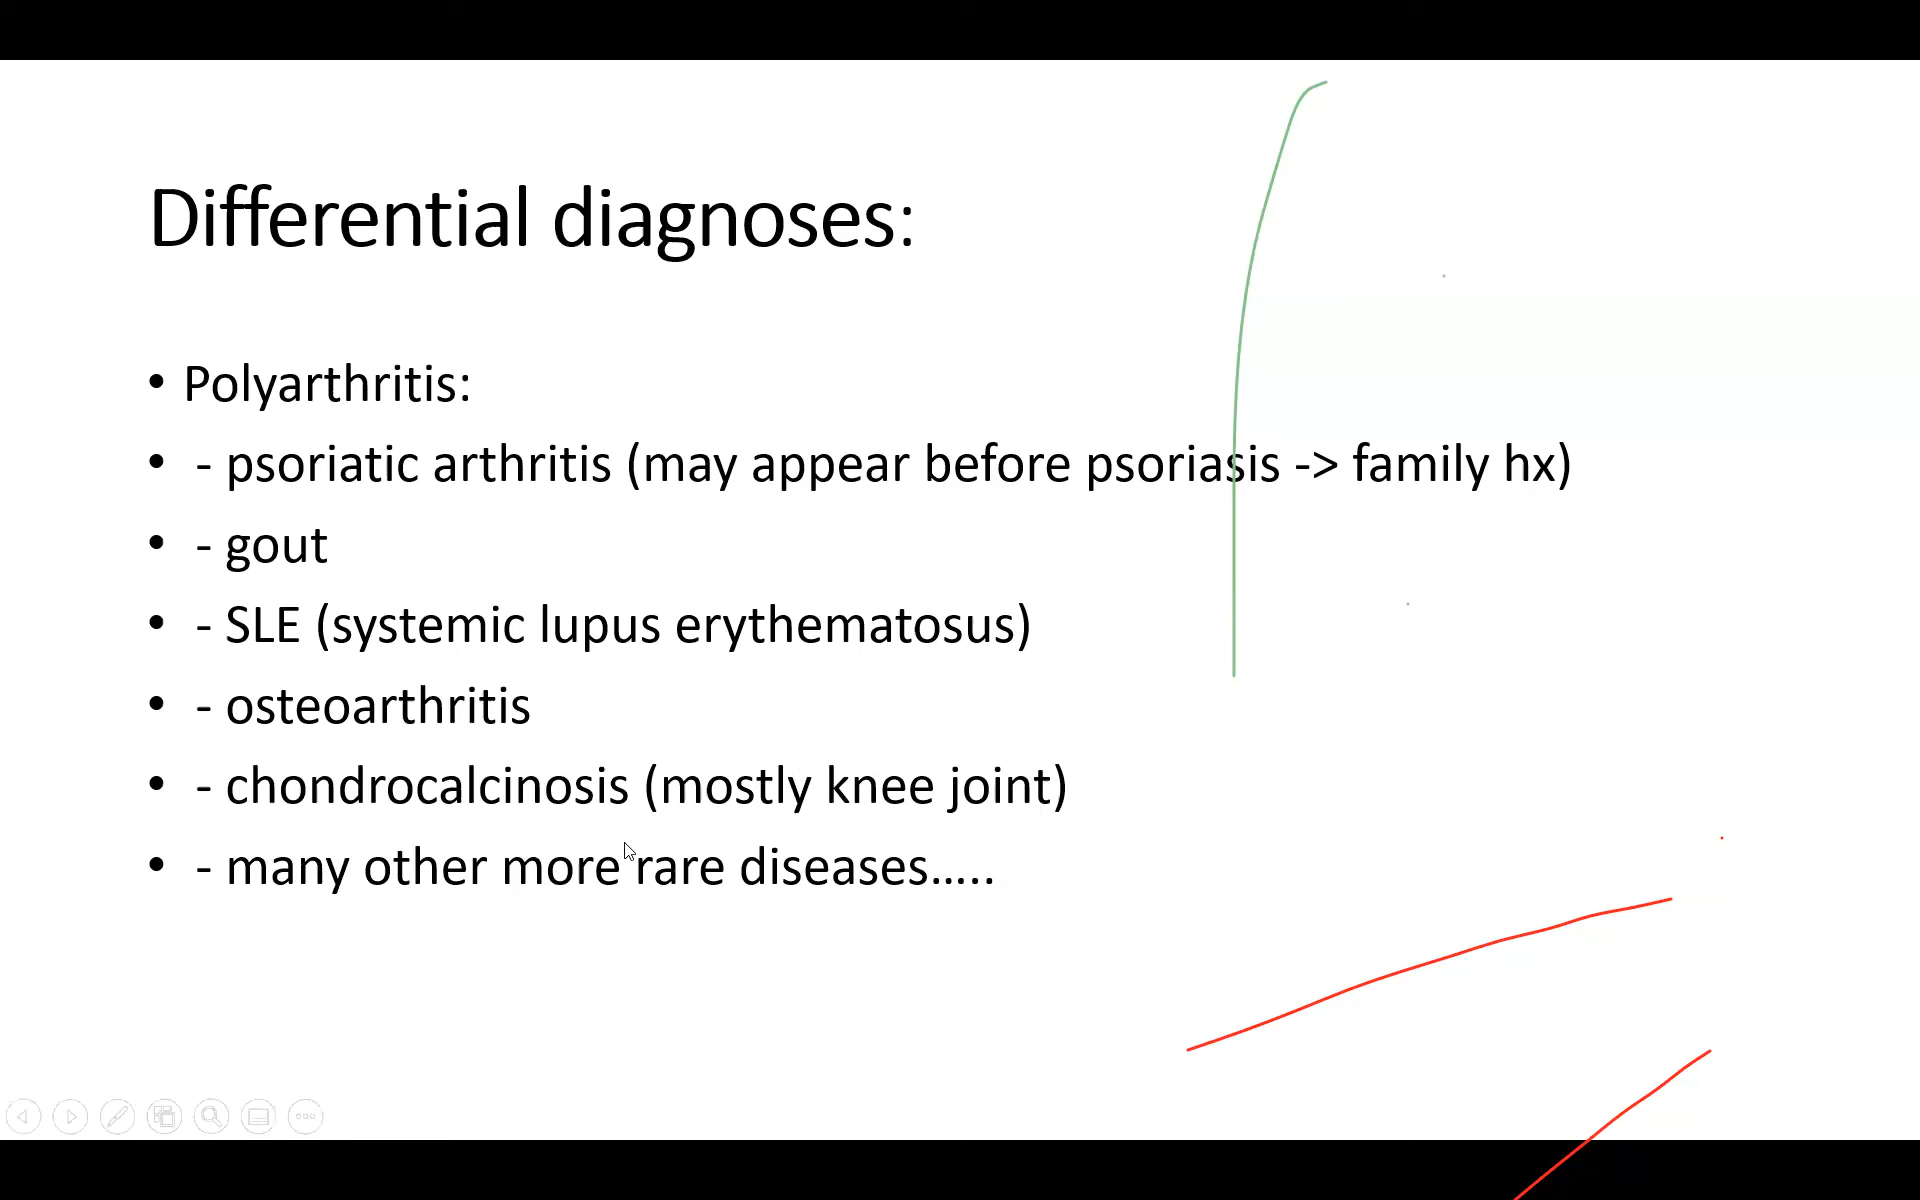 Differential diagnoses:
• Polyarthritis:
• - psoriatic arthritis (may appear before psoriasis -> family hx)
• - gout
• - SLE (systemic lupus erythematosus)
• - osteoarthritis
• - chondrocalcinosis (mostly knee joint)
• - many other more rare diseases.....